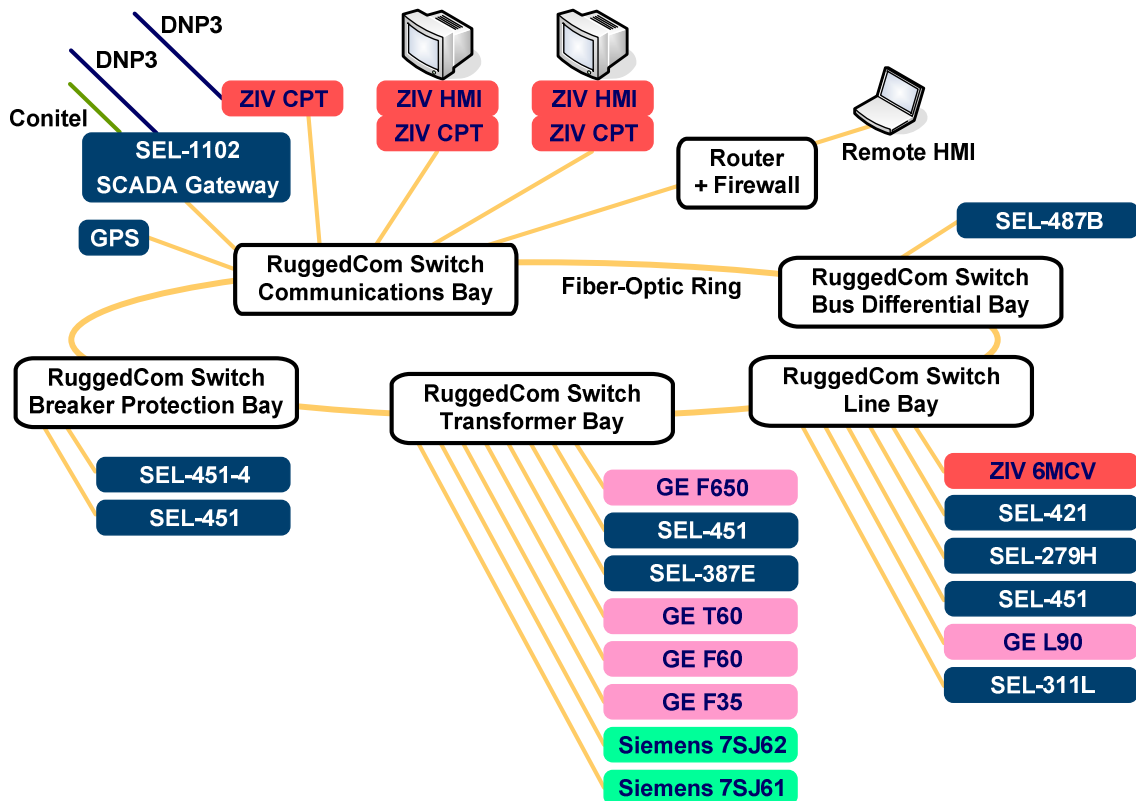 DNP3
DNP3
Conitel
ZIV CPT
ZIV HMI
ZIV CPT
ZIV HMI
ZIV CPT
SEL-1102
SCADA Gateway
Router
+ Firewall
Remote HMI
GPS
SEL-487B
RuggedCom Switch
Communications Bay
Fiber-Optic Ring
RuggedCom Switch
Bus Differential Bay
RuggedCom Switch
Breaker Protection Bay
RuggedCom Switch
Transformer Bay
RuggedCom Switch
Line Bay
SEL-451-4
SEL-451
GE F650
SEL-451
SEL-387E
GE T60
GE F60
GE F35
Siemens 7SJ62
Siemens 7SJ61
ZIV 6MCV
SEL-421
SEL-279H
SEL-451
GE L90
SEL-311L